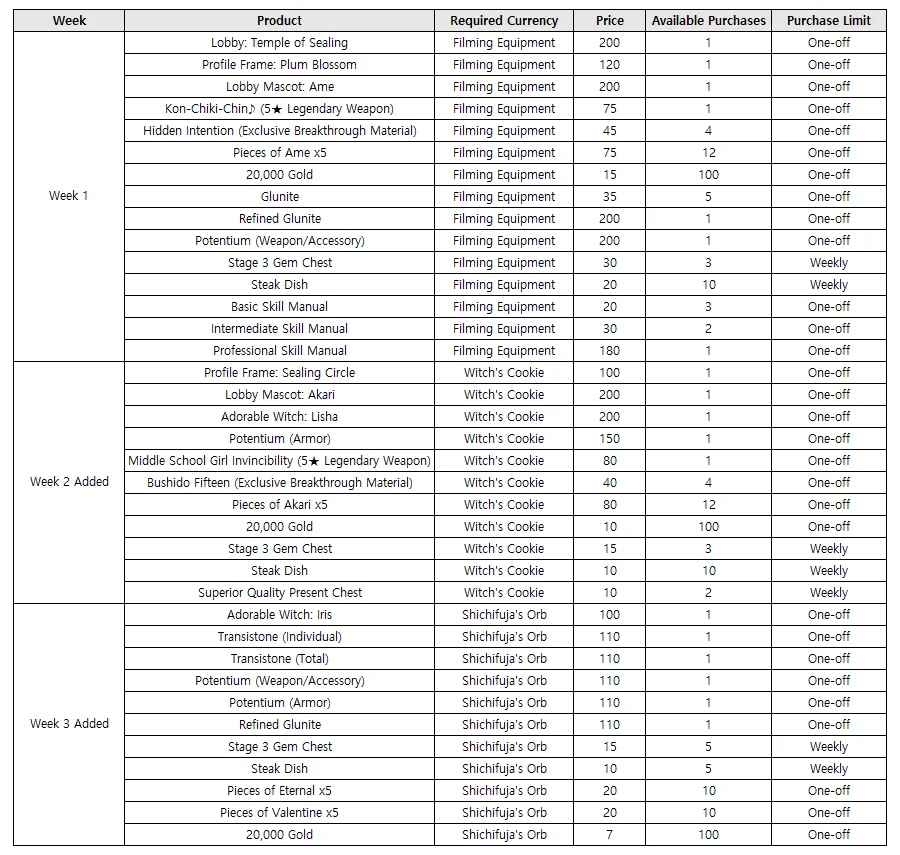 Week Product Required Currency Price Available Purchases Purchase Limit
Week 1
Lobby: Temple of Sealing Filming Equipment 200 1 One-off
Profile Frame: Plum Blossom Filming Equipment 120 1 One-off
Lobby Mascot: Ame Filming Equipment 200 1 One-off
Kon-Chiki-Chin♪ (5★ Legendary Weapon) Filming Equipment 75 1 One-off
Hidden Intention (Exclusive Breakthrough Material) Filming Equipment 45 4 One-off
Pieces of Ame x5 Filming Equipment 75 12 One-off
20,000 Gold Filming Equipment 15 100 One-off
Glunite Filming Equipment 35 5 One-off
Refined Glunite Filming Equipment 200 1 One-off
Potentium (Weapon/Accessory) Filming Equipment 200 1 One-off
Stage 3 Gem Chest Filming Equipment 30 3 Weekly
Steak Dish Filming Equipment 20 10 Weekly
Basic Skill Manual Filming Equipment 20 3 One-off
Intermediate Skill Manual Filming Equipment 30 2 One-off
Professional Skill Manual Filming Equipment 180 1 One-off
Week 2 Added
Profile Frame: Sealing Circle Witch's Cookie 100 1 One-off
Lobby Mascot: Akari Witch's Cookie 200 1 One-off
Adorable Witch: Lisha Witch's Cookie 200 1 One-off
Potentium (Armor) Witch's Cookie 150 1 One-off
Middle School Girl Invincibility (5★ Legendary Weapon) Witch's Cookie 80 1 One-off
Bushido Fifteen (Exclusive Breakthrough Material) Witch's Cookie 40 4 One-off
Pieces of Akari x5 Witch's Cookie 80 12 One-off
20,000 Gold Witch's Cookie 10 100 One-off
Stage 3 Gem Chest Witch's Cookie 15 3 Weekly
Steak Dish Witch's Cookie 10 10 Weekly
Superior Quality Present Chest Witch's Cookie 10 2 Weekly
Week 3 Added
Adorable Witch: Iris Shichifuja's Orb 100 1 One-off
Transistone (Individual) Shichifuja's Orb 110 1 One-off
Transistone (Total) Shichifuja's Orb 110 1 One-off
Potentium (Weapon/Accessory) Shichifuja's Orb 110 1 One-off
Potentium (Armor) Shichifuja's Orb 110 1 One-off
Refined Glunite Shichifuja's Orb 110 1 One-off
Stage 3 Gem Chest Shichifuja's Orb 15 5 Weekly
Steak Dish Shichifuja's Orb 10 5 Weekly
Pieces of Eternal x5 Shichifuja's Orb 20 10 One-off
Pieces of Valentine x5 Shichifuja's Orb 20 10 One-off
20,000 Gold Shichifuja's Orb 7 100 One-off